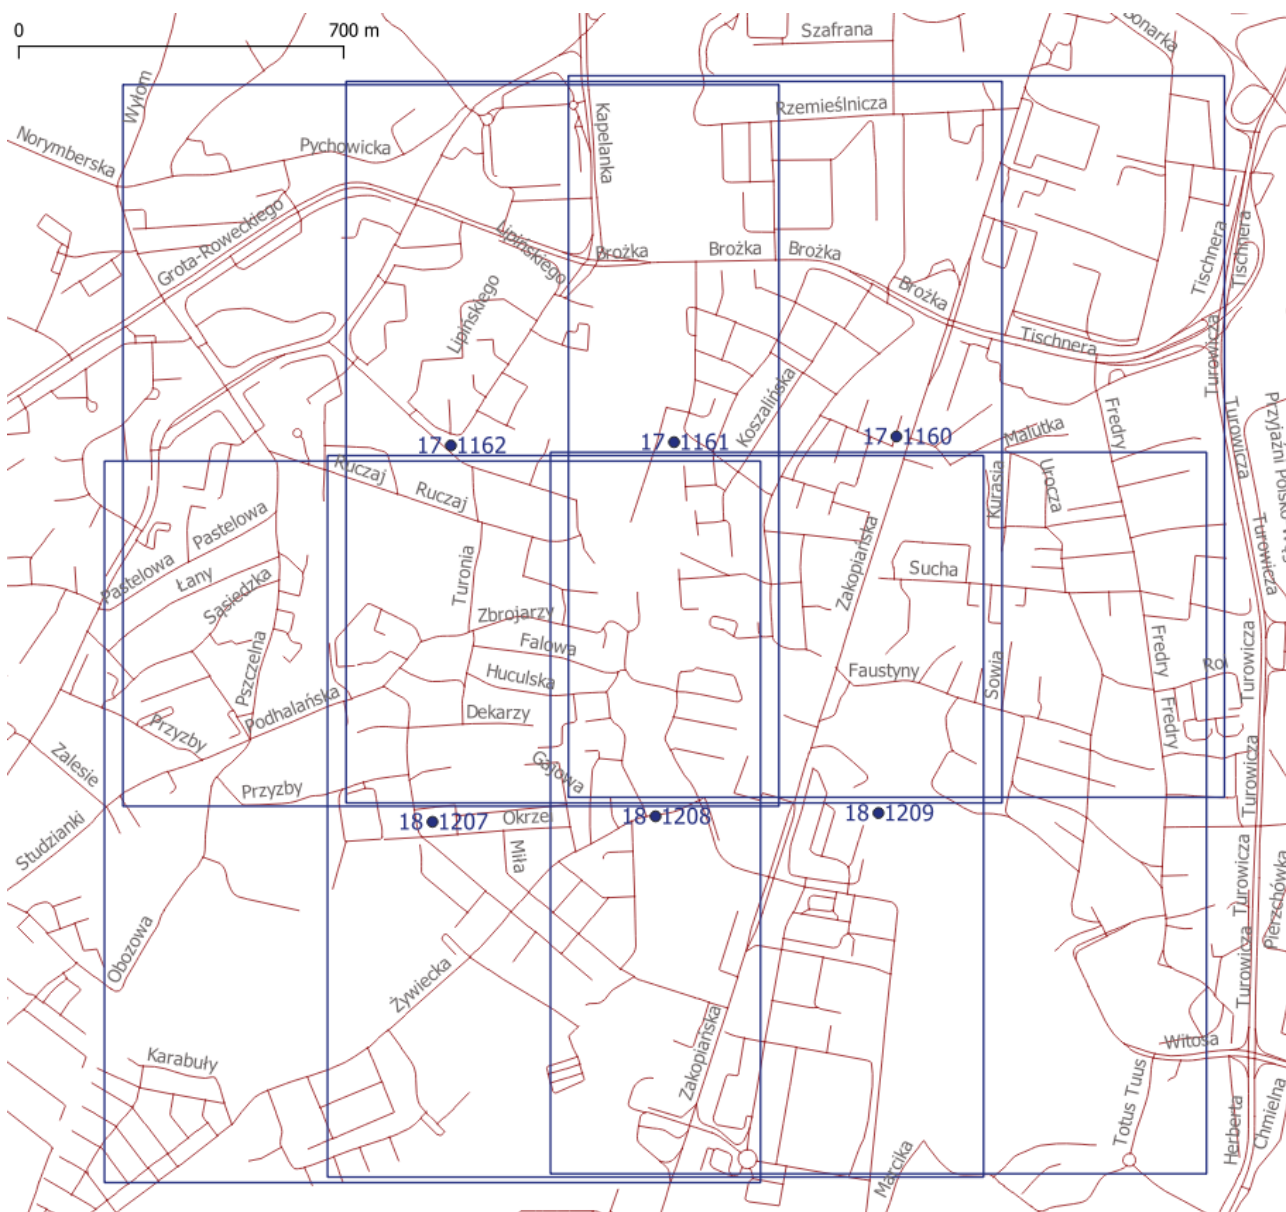 0 700 m
Szafrana
Bonarka
Wyłom
Rzemieślnicza
Kapelanka
Norymberska
Pychowicka
Grota-Roweckiego
Lipińskiego
Brożka
Brożka
Brożka
Tischnera
Tischnera
Brożka
Lipińskiego
Tischnera
Turowicza
Koszalińska
Fredry
Turowicza
Malutka
17 1162
17 1161
17 1160
Ruczaj
Ruczaj
Kurasia
Urocza
Pastelowa
Pastelowa
Łany
Sąsiedzka
Turonia
Zakopiańska
Sucha
Turowicza
Zbrojarzy
Falowa
Huculska
Dekarzy
Pszczelna
Podhalańska
Faustyny
Sowia
Fredry
Turowicza
Fredry
Przyzby
Zalesie
Gajowa
Przyzby
Turowicza
Studzianki
18 1207
Okrzei
18 1208
18 1209
Miła
Turowicza
Pierzchówka
Obozowa
Żywiecka
Turowicza
Karabuły
Zakopiańska
Witosa
Totus Tuus
Herberta
Chmielna
Marcika